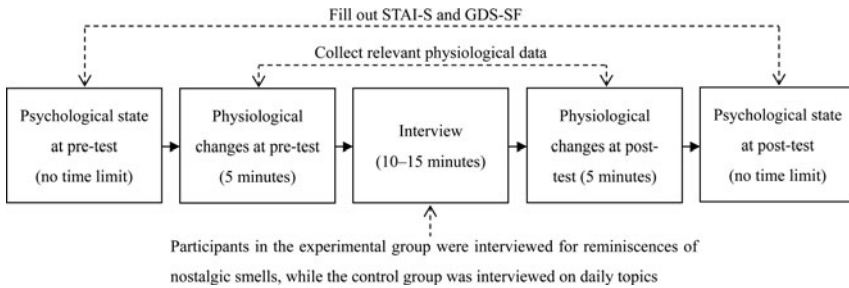 Fill out STAI-S and GDS-SF
Collect relevant physiological data
Psychological state
at pre-test
(no time limit)
Physiological
changes at pre-test
(5 minutes)
Interview
(10–15 minutes)
Physiological
changes at post-
test (5 minutes)
Psychological state
at post-test
(no time limit)
Participants in the experimental group were interviewed for reminiscences of
nostalgic smells, while the control group was interviewed on daily topics